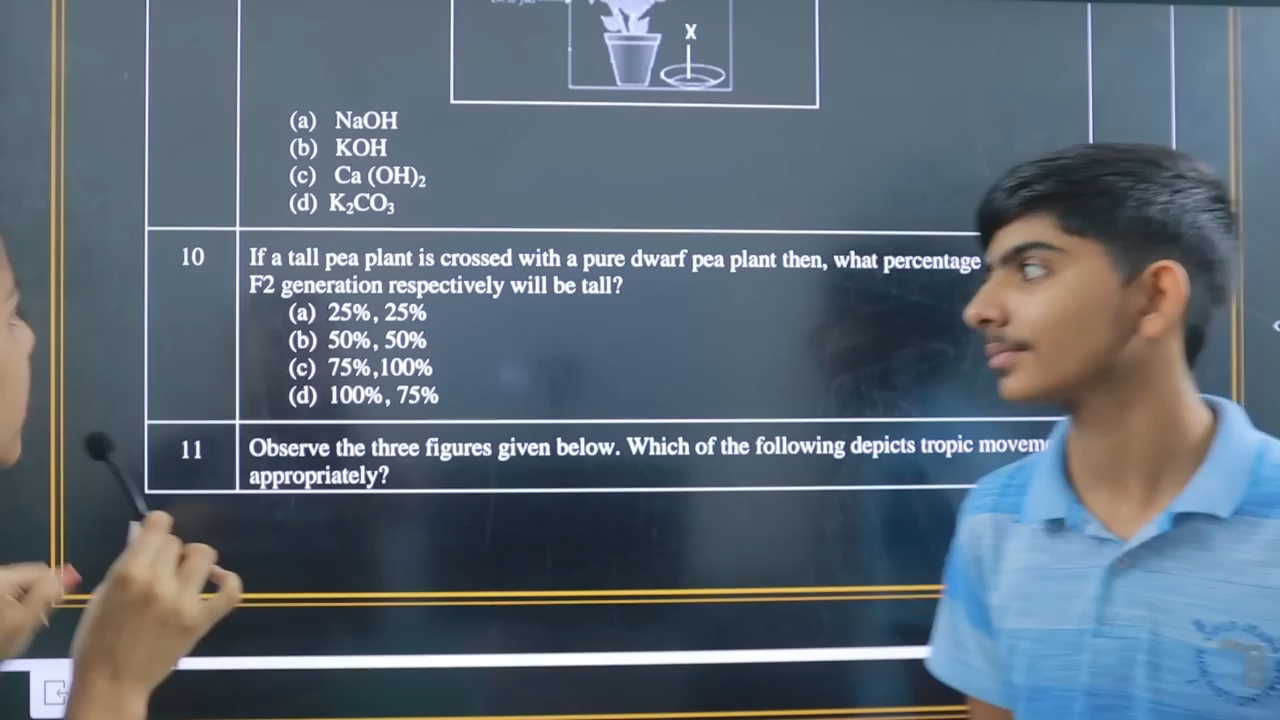 X
(a) NaOH
(b) KOH
(c) Ca (OH)₂
(d) K₂CO₃
10 If a tall pea plant is crossed with a pure dwarf pea plant then, what percentage
F2 generation respectively will be tall?
(a) 25%, 25%
(b) 50%, 50%
(c) 75%,100%
(d) 100%, 75%
11 Observe the three figures given below. Which of the following depicts tropic
appropriately?